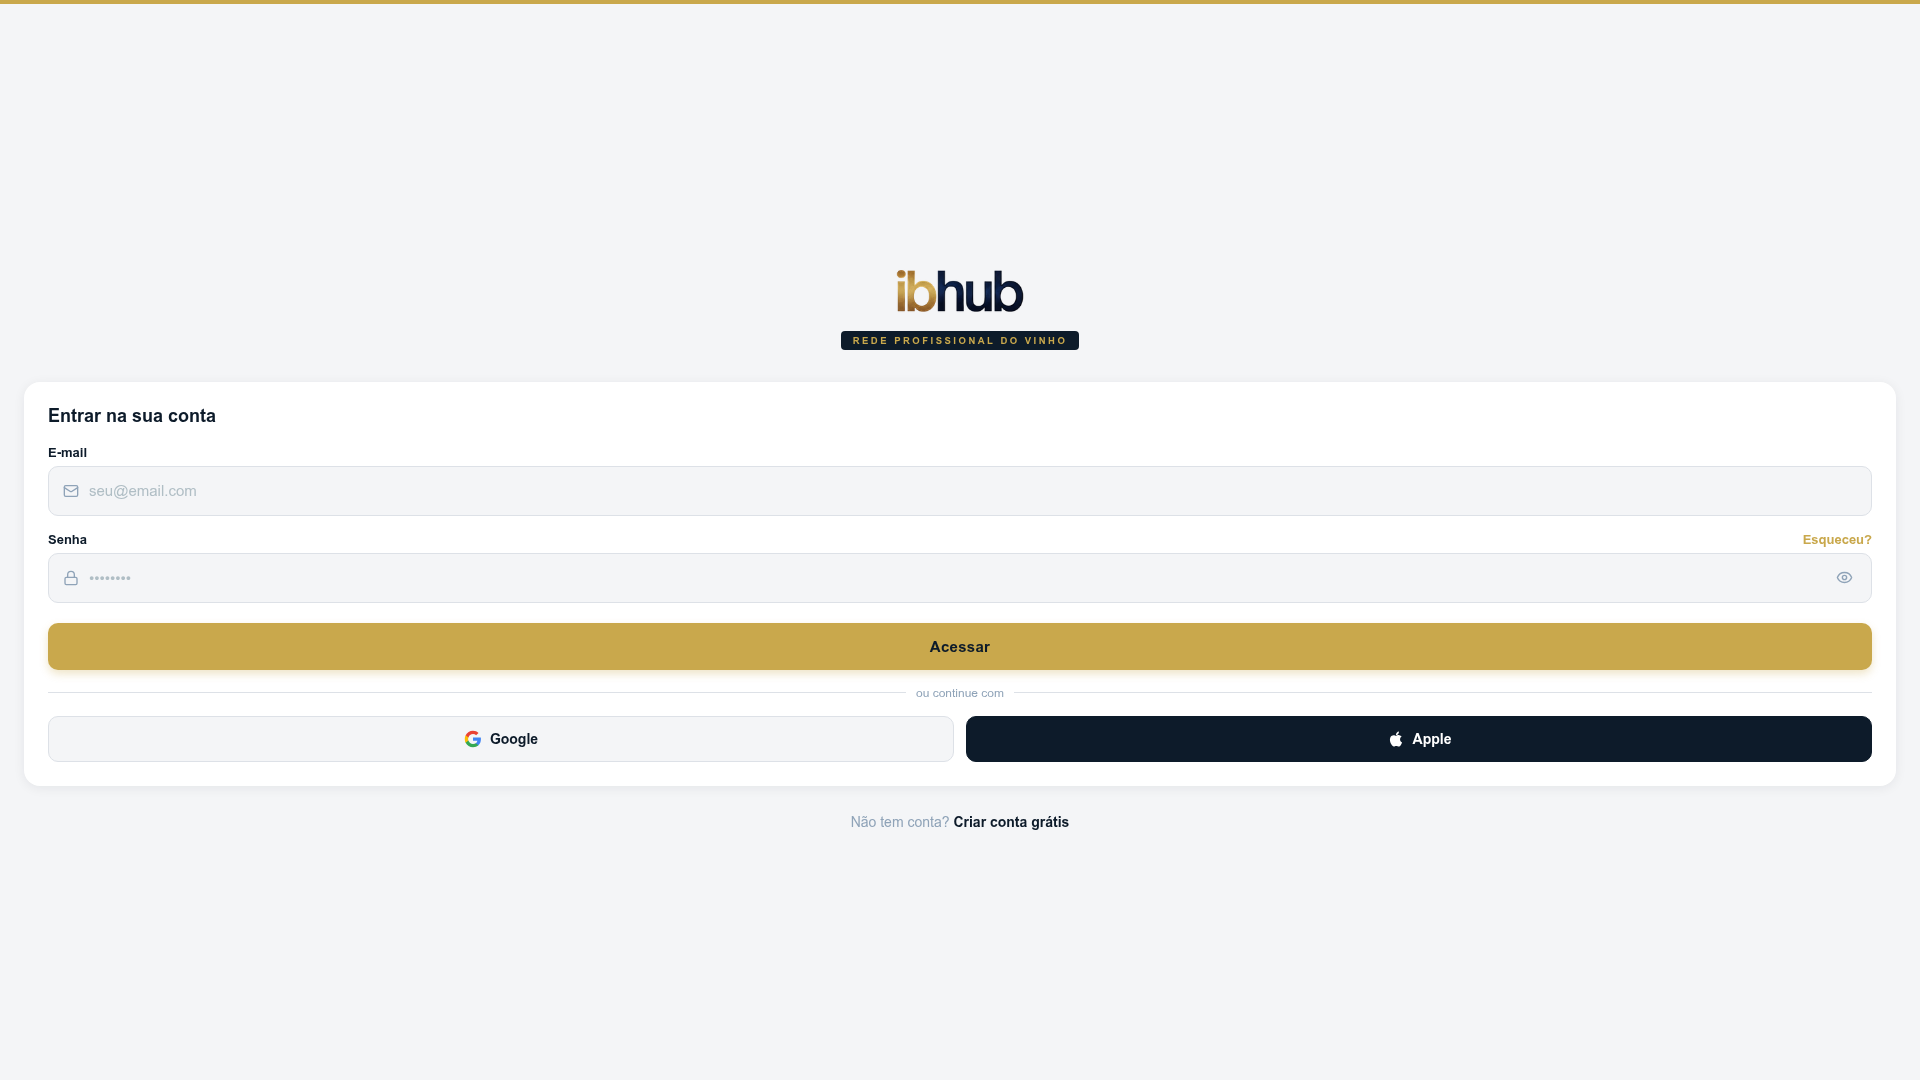 ibhub
REDE PROFISSIONAL DO VINHO
Entrar na sua conta
E-mail
seu@email.com
Senha
Esqueceu?
••••••••
Acessar
ou continue com
Google
Apple
Não tem conta? Criar conta grátis